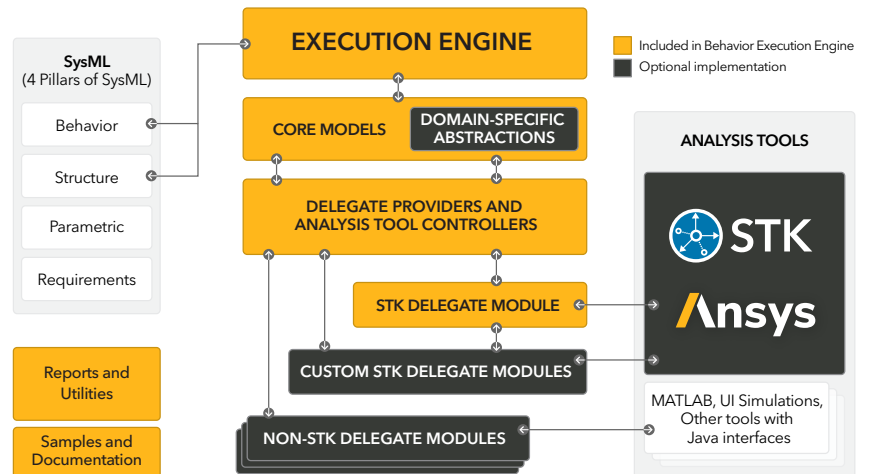 EXECUTION ENGINE
Included in Behavior Execution Engine
Optional implementation
SysML
(4 Pillars of SysML)
Behavior
Structure
Parametric
Requirements
CORE MODELS
DOMAIN-SPECIFIC
ABSTRACTIONS
DELEGATE PROVIDERS AND
ANALYSIS TOOL CONTROLLERS
STK DELEGATE MODULE
CUSTOM STK DELEGATE MODULES
NON-STK DELEGATE MODULES
ANALYSIS TOOLS
STK
Ansys
MATLAB, UI Simulations,
Other tools with
Java interfaces
Reports and
Utilities
Samples and
Documentation